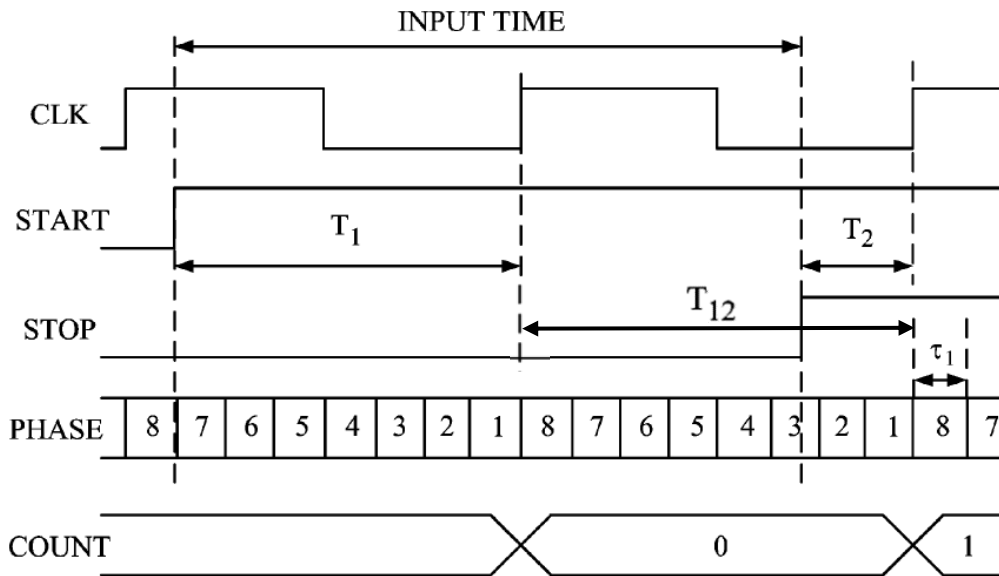 INPUT TIME
CLK
START
T₁
T₂
STOP
T₁₂
τ₁
PHASE 8 7 6 5 4 3 2 1 8 7 6 5 4 3 2 1 8 7
COUNT 0 1